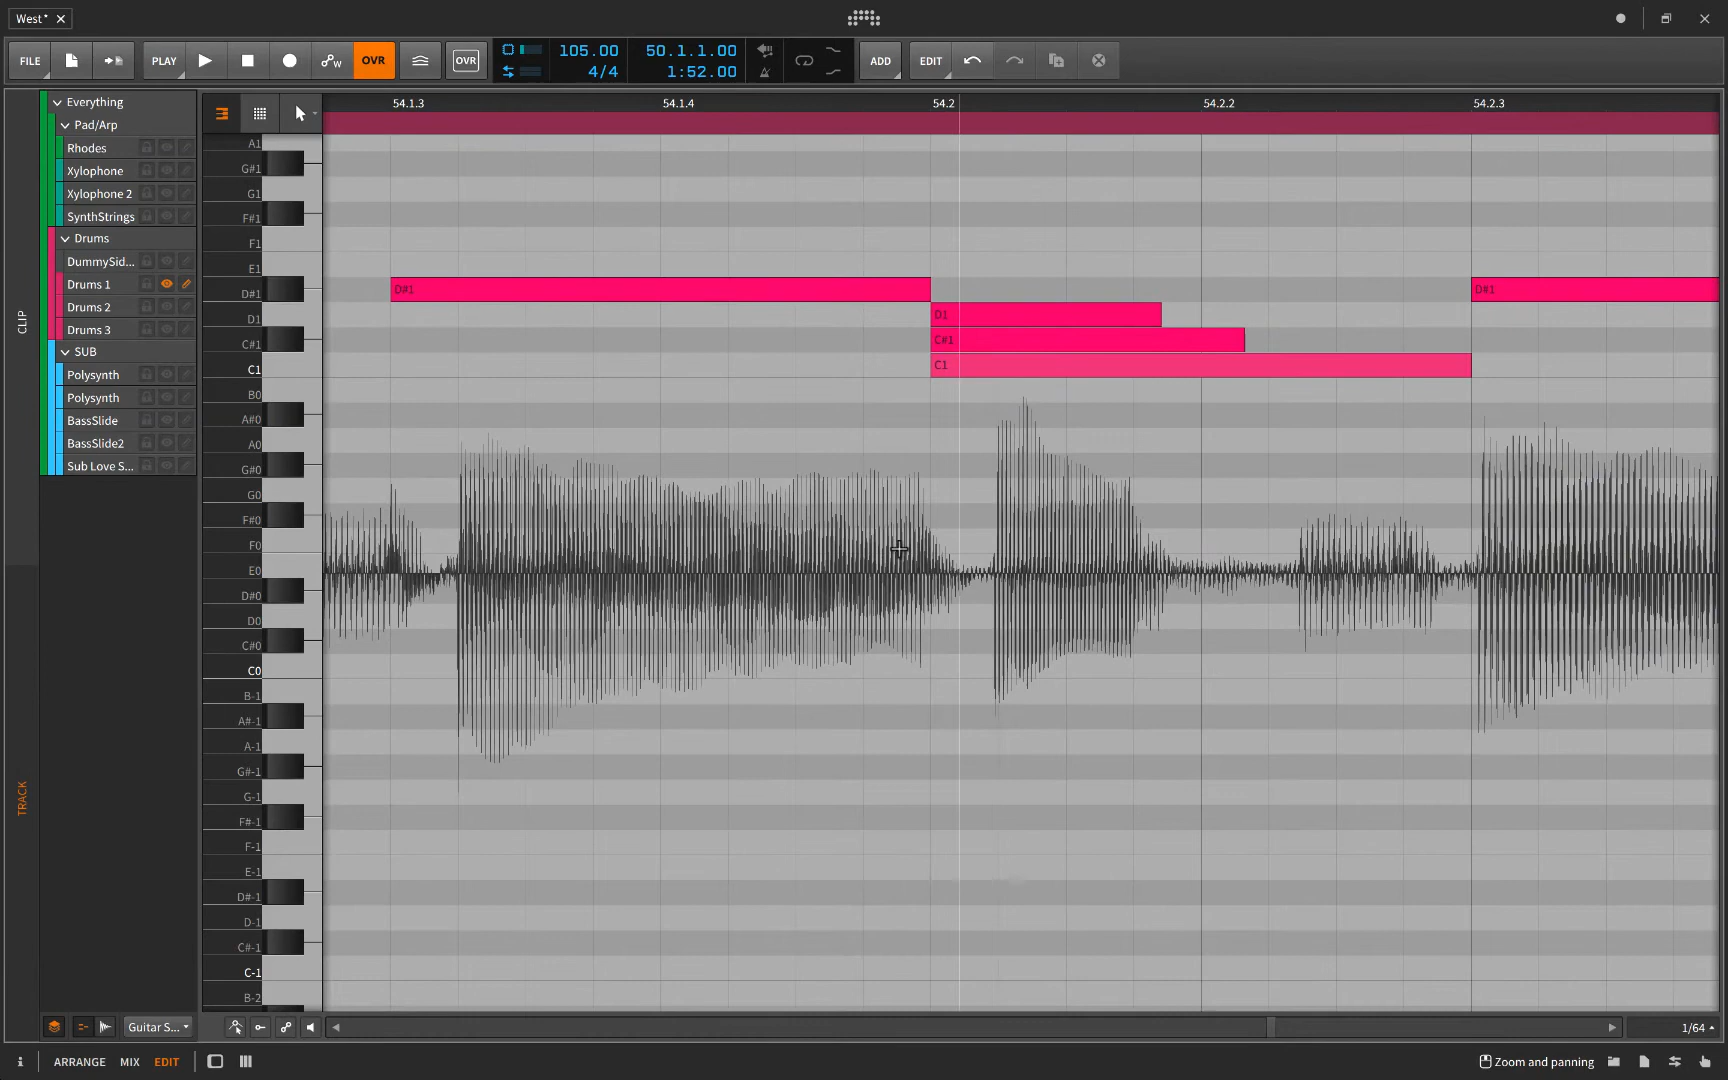 West*
FILE
PLAY
OVR
OVR
105.00
4/4
50.1.1.00
1:52.00
ADD
EDIT
CLIP
TRACK
Everything
Pad/Arp
Rhodes
Xylophone
Xylophone 2
SynthStrings
Drums
DummySid...
Drums 1
Drums 2
Drums 3
SUB
Polysynth
Polysynth
BassSlide
BassSlide2
Sub Love S...
54.1.3
54.1.4
54.2
54.2.2
54.2.3
A1
G#1
G1
F#1
F1
E1
D#1
D1
C#1
C1
B0
A#0
A0
G#0
G0
F#0
F0
E0
D#0
D0
C#0
C0
B-1
A#-1
A-1
G#-1
G-1
F#-1
F-1
E-1
D#-1
D-1
C#-1
C-1
B-2
D#1
D#1
D1
C#1
C1
Guitar S...
1/64
i
ARRANGE
MIX
EDIT
Zoom and panning